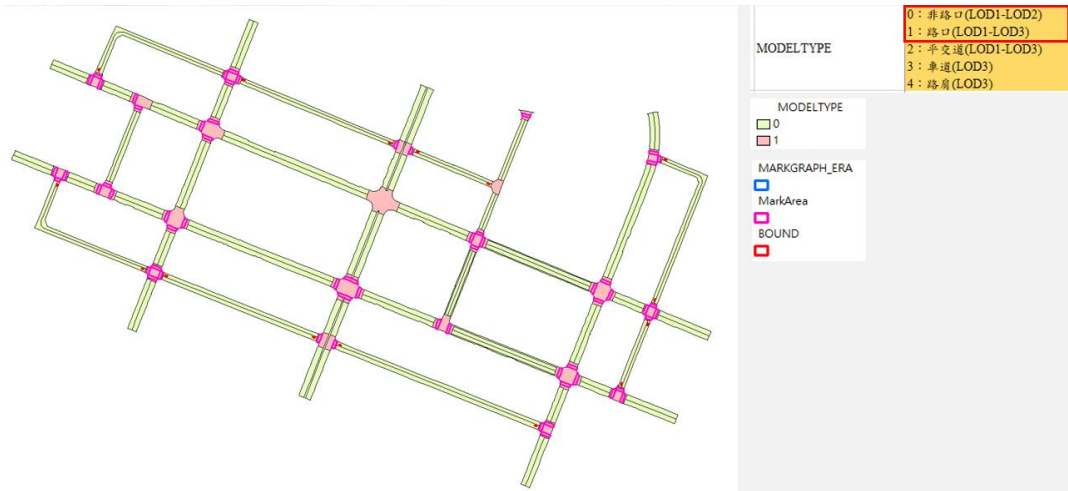 MODELTYPE
0：非路口(LOD1-LOD2)
1：路口(LOD1-LOD3)
2：平交道(LOD1-LOD3)
3：車道(LOD3)
4：路肩(LOD3)
MODELTYPE
0
1
MARKGRAPH_ERA
MarkArea
BOUND